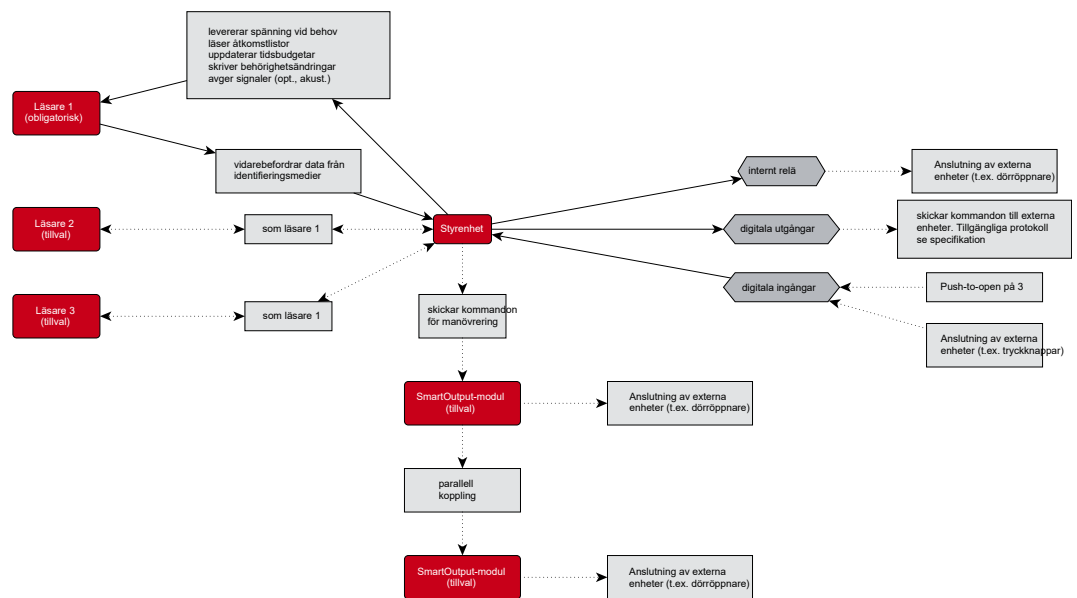 levererar spänning vid behov
läser åtkomstlistor
uppdaterar tidsbudgetar
skriver behörighetsändringar
avger signaler (opt., akust.)
Läsare 1
(obligatorisk)
vidarebefordrar data från
identifieringsmedier
internt relä
Anslutning av externa
enheter (t.ex. dörröppnare)
Läsare 2
(tillval)
som läsare 1
Styrenhet
digitala utgångar
skickar kommandon till externa
enheter. Tillgängliga protokoll
se specifikation
Läsare 3
(tillval)
som läsare 1
skickar kommandon
för manövrering
digitala ingångar
Push-to-open på 3
Anslutning av externa
enheter (t.ex. tryckknappar)
SmartOutput-modul
(tillval)
Anslutning av externa
enheter (t.ex. dörröppnare)
parallell
koppling
SmartOutput-modul
(tillval)
Anslutning av externa
enheter (t.ex. dörröppnare)